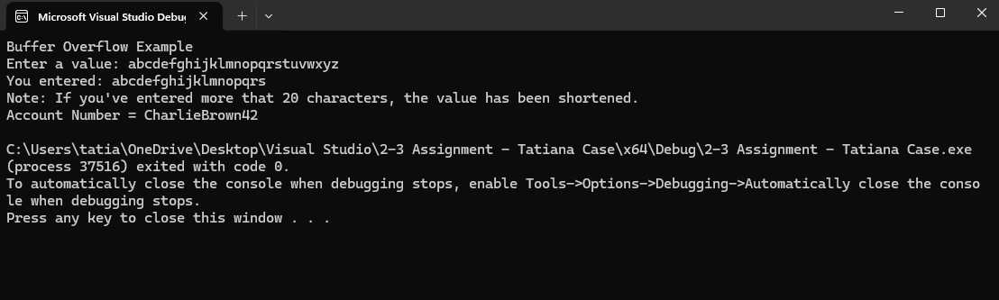 Microsoft Visual Studio Debug
Buffer Overflow Example
Enter a value: abcdefghijklmnopqrstuvwxyz
You entered: abcdefghijklmnopqrs
Note: If you've entered more that 20 characters, the value has been shortened.
Account Number = CharlieBrown42
C:\Users\tatia\OneDrive\Desktop\Visual Studio\2-3 Assignment - Tatiana Case\x64\Debug\2-3 Assignment - Tatiana Case.exe
(process 37516) exited with code 0.
To automatically close the console when debugging stops, enable Tools->Options->Debugging->Automatically close the conso
le when debugging stops.
Press any key to close this window . . .